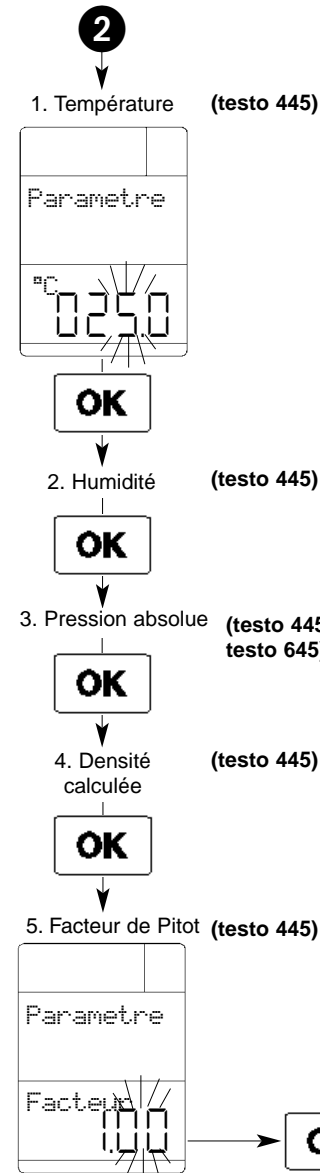 2
1. Température (testo 445)
Parametre
°C
025.0
OK
2. Humidité (testo 445)
OK
3. Pression absolue (testo 445
testo 645)
OK
4. Densité (testo 445)
calculée
OK
5. Facteur de Pitot (testo 445)
Parametre
Facteur
1.00